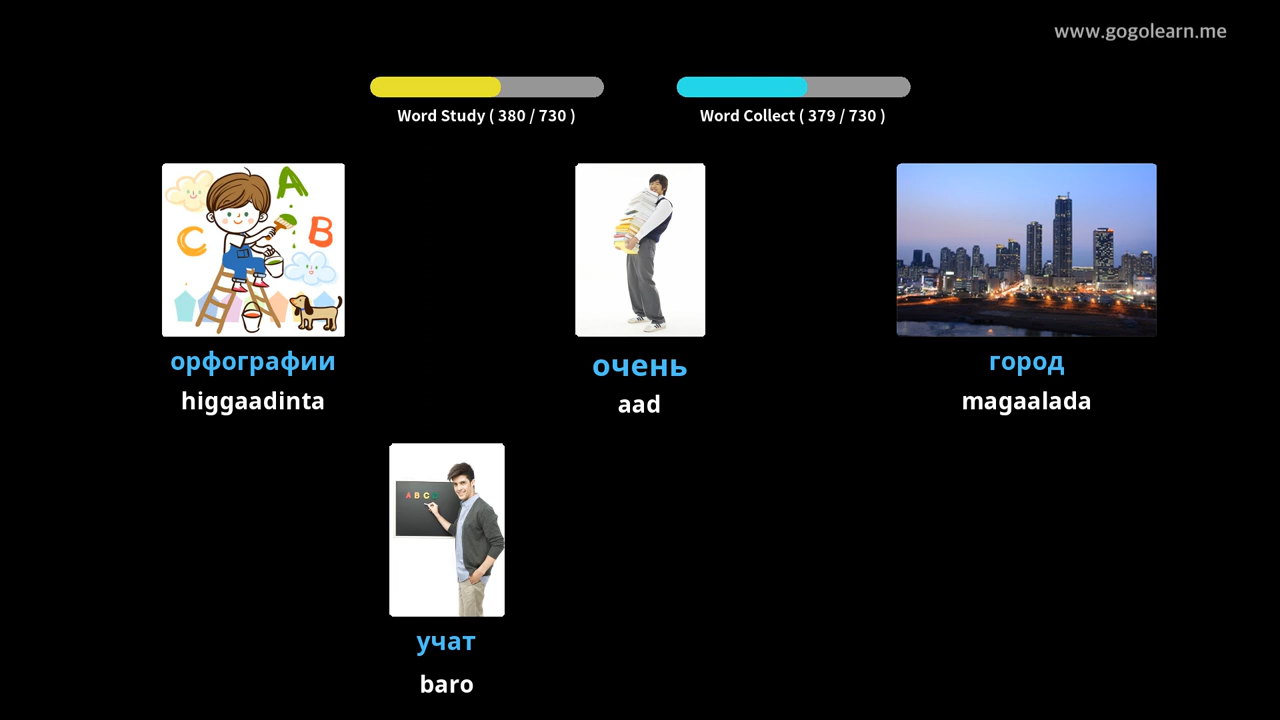 www.gogolearn.me
Word Study ( 380 / 730 )
Word Collect ( 379 / 730 )
A
B
C
орфографии
очень
город
higgaadinta
aad
magaalada
A B C D
учат
baro